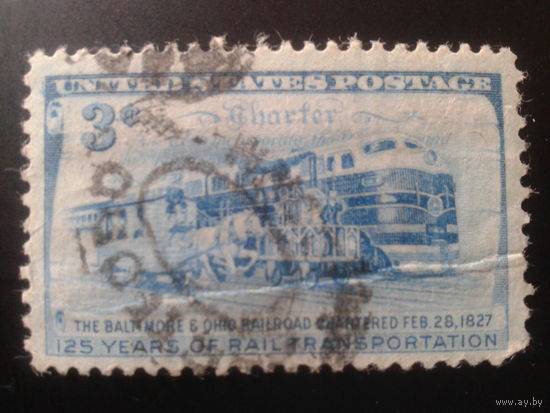 UNITED STATES POSTAGE
3¢
Charter
THE BALTIMORE & OHIO RAILROAD CHARTERED FEB. 28, 1827
125 YEARS OF RAIL TRANSPORTATION
www.ay.by